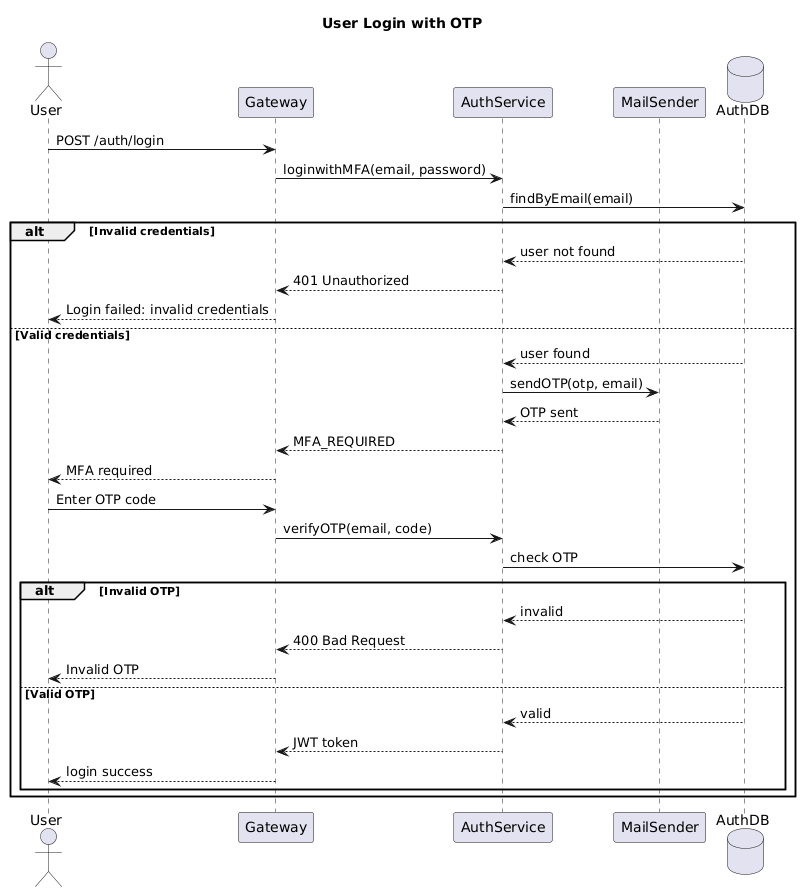 User Login with OTP
User
Gateway
AuthService
MailSender
AuthDB
POST /auth/login
loginwithMFA(email, password)
findByEmail(email)
alt [Invalid credentials]
user not found
401 Unauthorized
Login failed: invalid credentials
[Valid credentials]
user found
sendOTP(otp, email)
OTP sent
MFA_REQUIRED
MFA required
Enter OTP code
verifyOTP(email, code)
check OTP
alt [Invalid OTP]
invalid
400 Bad Request
Invalid OTP
[Valid OTP]
valid
JWT token
login success
User
Gateway
AuthService
MailSender
AuthDB